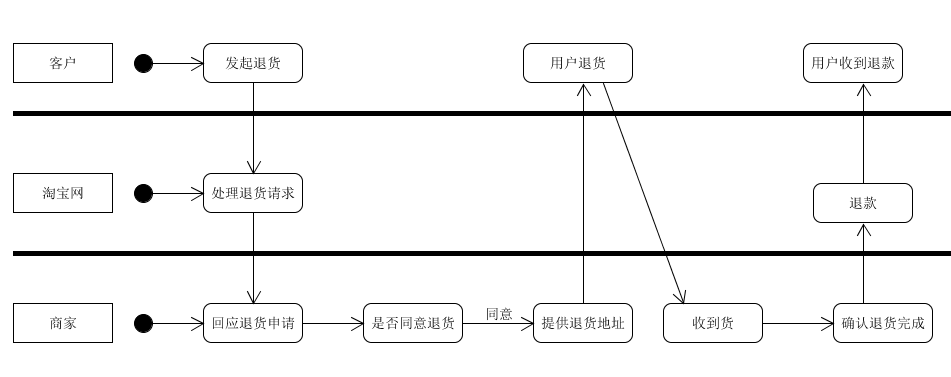 客户
发起退货
用户退货
用户收到退款
淘宝网
处理退货请求
退款
商家
回应退货申请
是否同意退货
同意
提供退货地址
收到货
确认退货完成